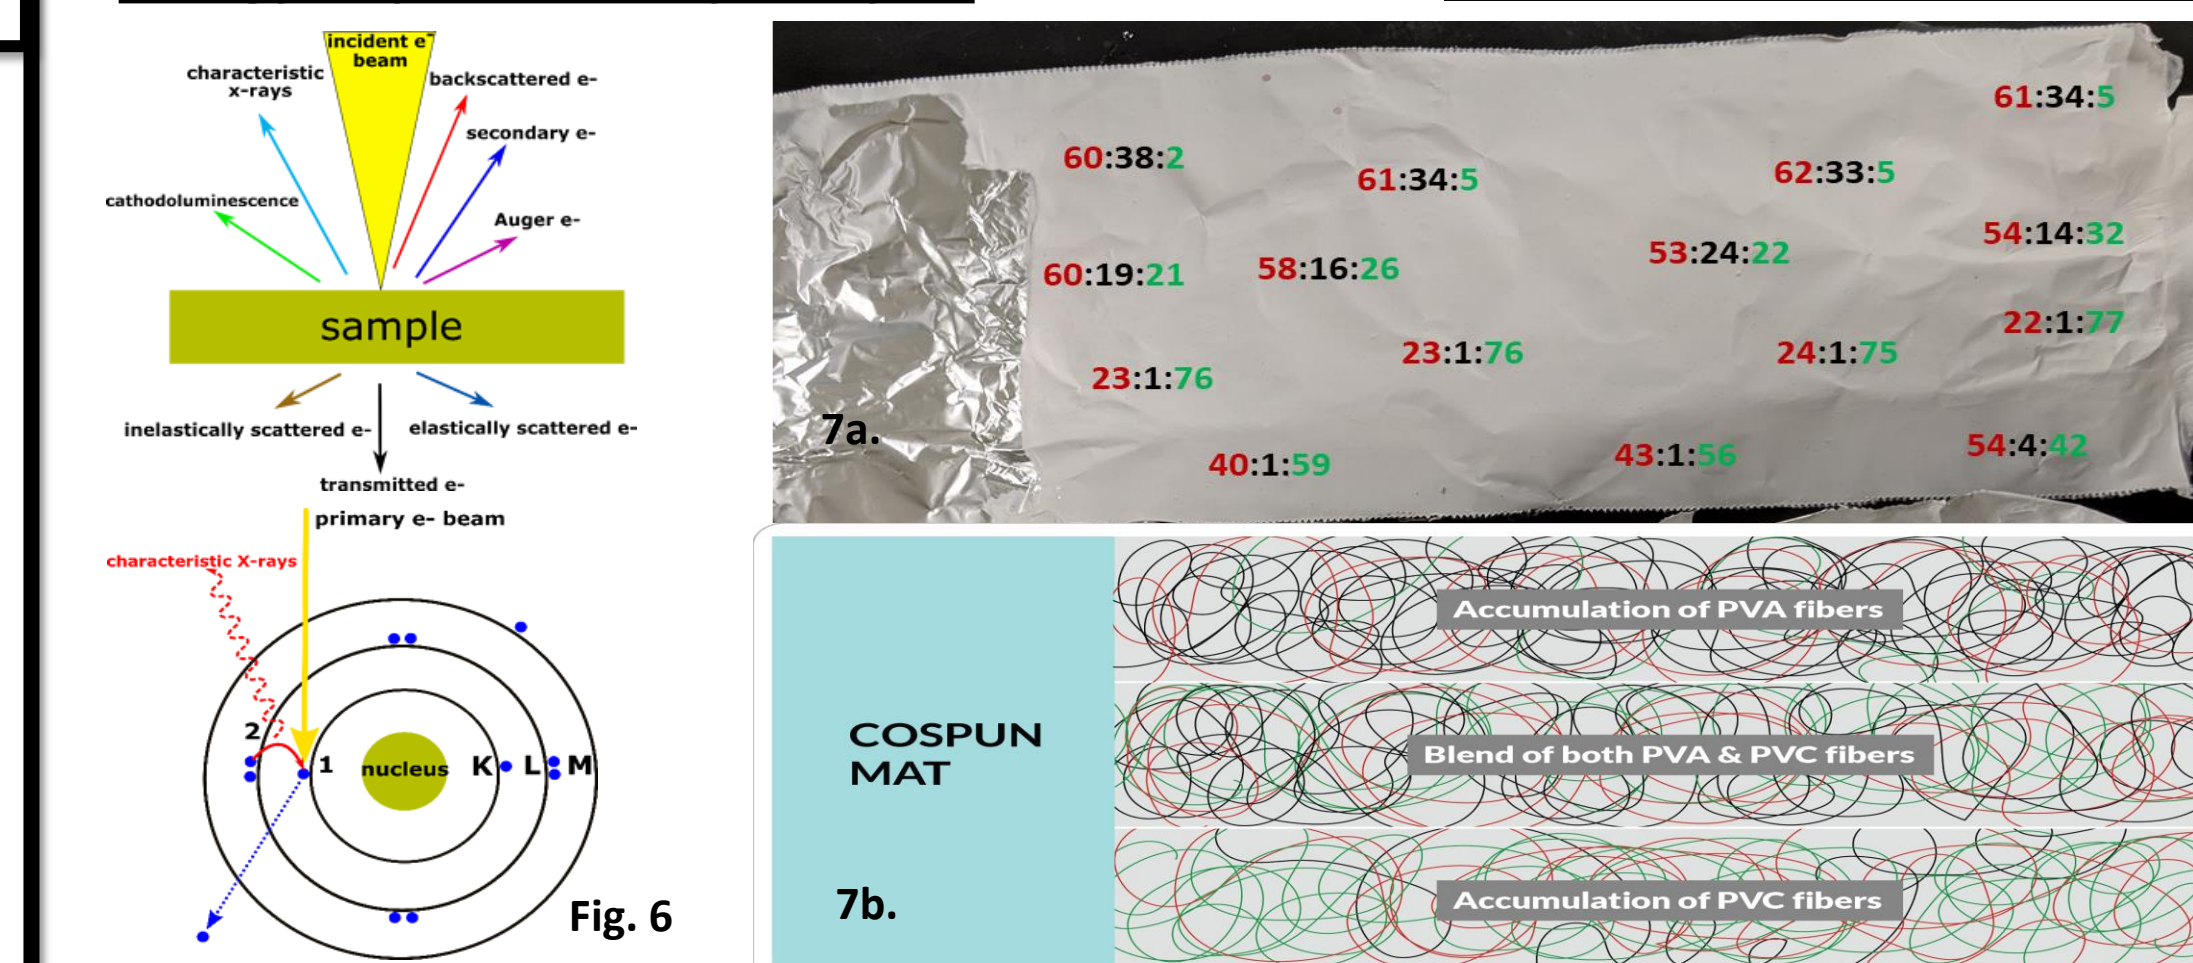 incident e-
beam
characteristic
x-rays
backscattered e-
secondary e-
cathodoluminescence
Auger e-
sample
inelastically scattered e-
elastically scattered e-
transmitted e-
primary e- beam
characteristic X-rays
2
1
nucleus
K
L
M
Fig. 6
61:34:5
60:38:2
61:34:5
62:33:5
54:14:32
53:24:22
60:19:21
58:16:26
22:1:77
23:1:76
24:1:75
23:1:76
7a.
40:1:59
43:1:56
54:4:42
Accumulation of PVA fibers
COSPUN
MAT
Blend of both PVA & PVC fibers
7b.
Accumulation of PVC fibers